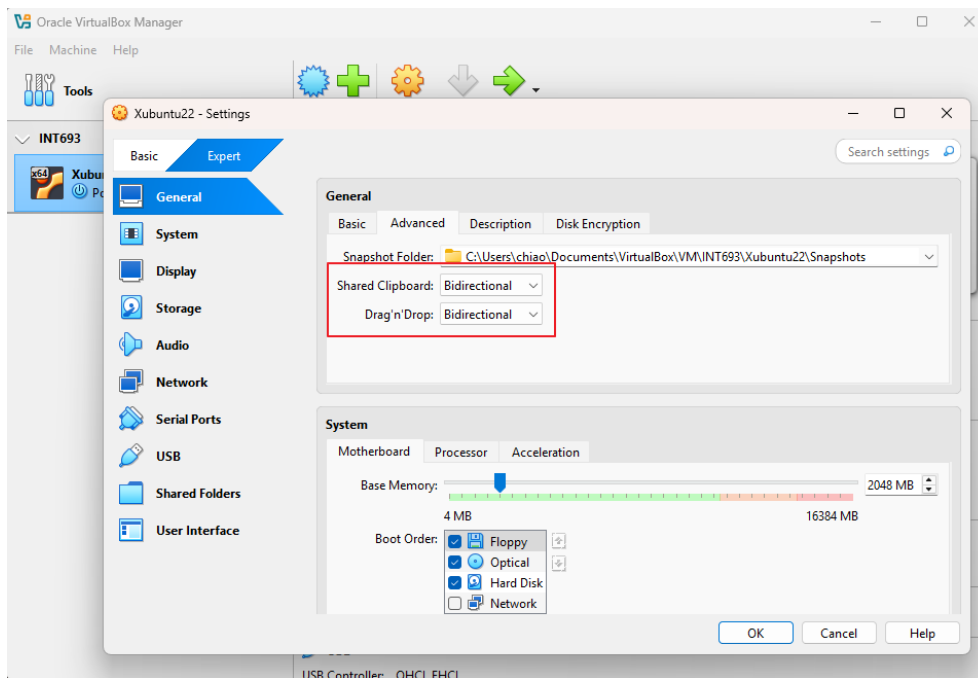 Oracle VirtualBox Manager
File Machine Help
Tools
INT693
x64
Xubuntu22 - Settings
Basic Expert
Search settings
General
System
Display
Storage
Audio
Network
Serial Ports
USB
Shared Folders
User Interface
General
Basic Advanced Description Disk Encryption
Snapshot Folder: C:\Users\chiao\Documents\VirtualBox\VM\INT693\Xubuntu22\Snapshots
Shared Clipboard: Bidirectional
Drag'n'Drop: Bidirectional
System
Motherboard Processor Acceleration
Base Memory: 2048 MB
4 MB 16384 MB
Boot Order: Floppy
Optical
Hard Disk
Network
OK Cancel Help
USB Controller: OHCI, EHCI